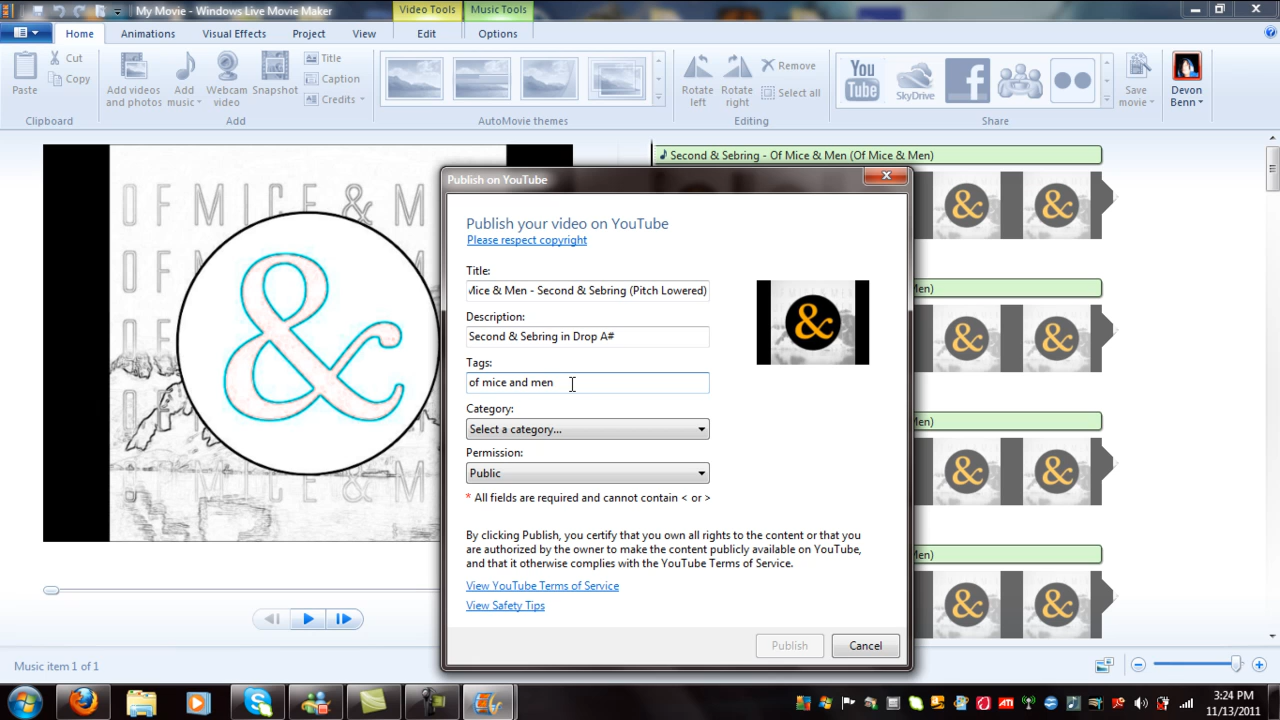 My Movie - Windows Live Movie Maker
Video Tools
Music Tools
Home
Animations
Visual Effects
Project
View
Edit
Options
Paste
Cut
Copy
Clipboard
Add videos and photos
Add music
Webcam video
Snapshot
Title
Caption
Credits
Add
AutoMovie themes
Rotate left
Rotate right
Remove
Select all
Editing
You Tube
SkyDrive
Share
Save movie
Devon Benn
OF MICE & M
&
Second & Sebring - Of Mice & Men (Of Mice & Men)
Men)
Men)
Men)
Publish on YouTube
Publish your video on YouTube
Please respect copyright
Title:
Mice & Men - Second & Sebring (Pitch Lowered)
Description:
Second & Sebring in Drop A#
Tags:
of mice and men
Category:
Select a category...
Permission:
Public
* All fields are required and cannot contain < or >
By clicking Publish, you certify that you own all rights to the content or that you
are authorized by the owner to make the content publicly available on YouTube,
and that it otherwise complies with the YouTube Terms of Service.
View YouTube Terms of Service
View Safety Tips
Publish
Cancel
Music item 1 of 1
3:24 PM
11/13/2011